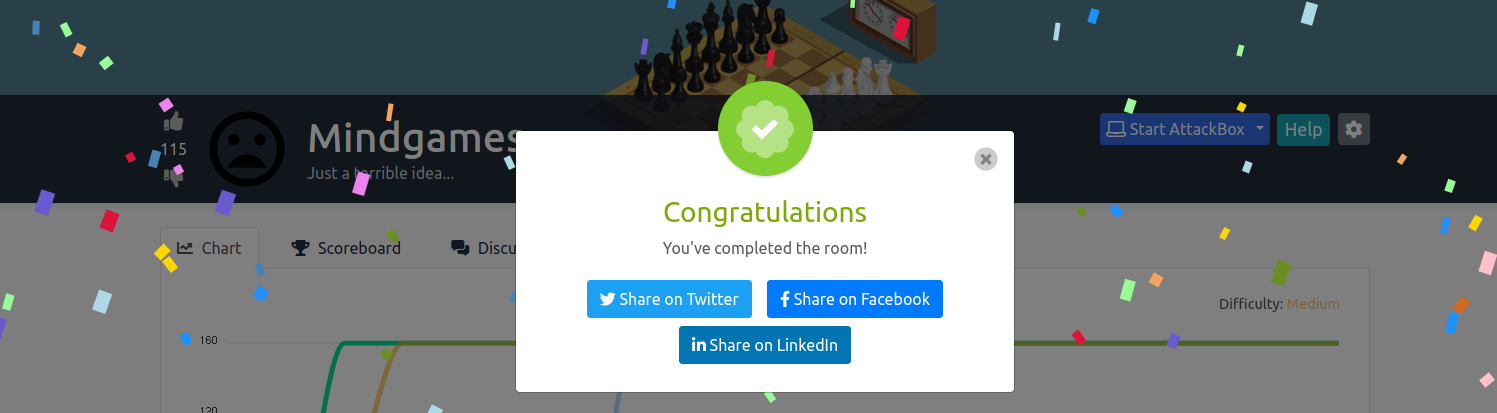 Mindgames
Start AttackBox
Help
115
Just a terrible idea...
Congratulations
You've completed the room!
Chart
Scoreboard
Discu
Share on Twitter
Share on Facebook
Difficulty: Medium
Share on LinkedIn
160
120